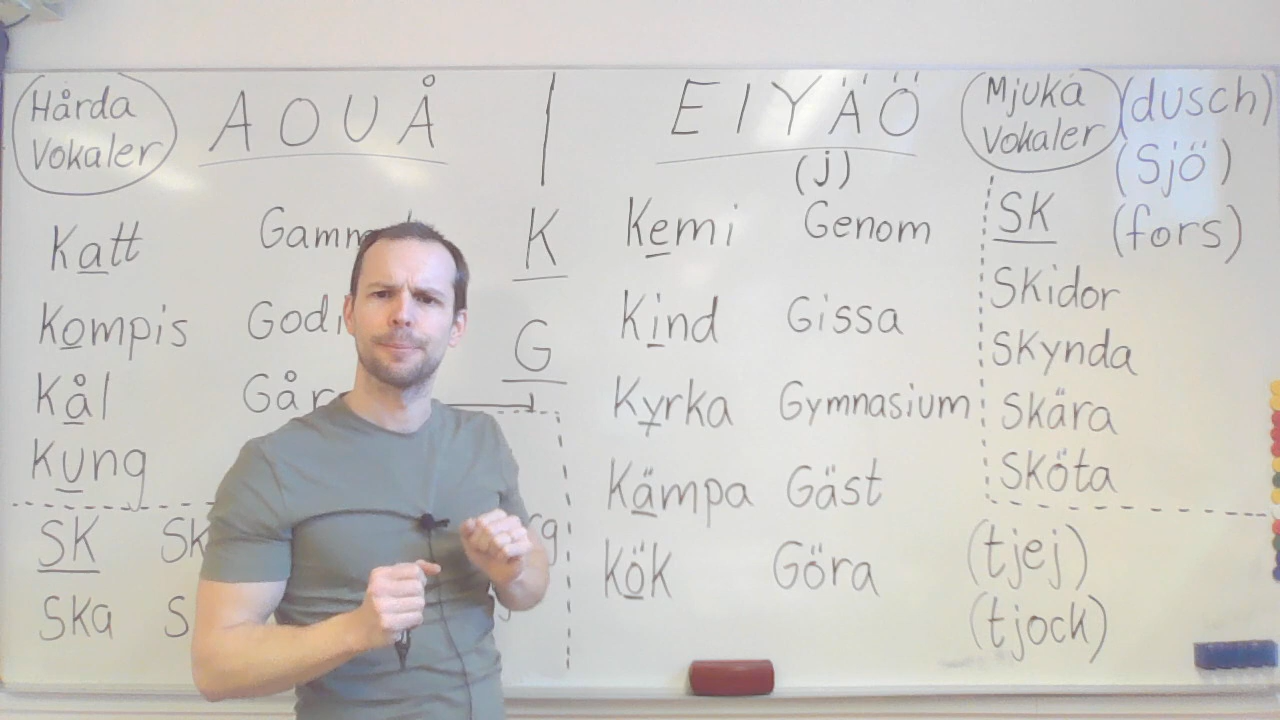 Hårda
Vokaler
A O U Å
E I Y Ä Ö
(j)
Mjuka
Vokaler
(dusch)
(Sjö)
(fors)
Katt
Kompis
Kål
Kung
K
G
Kemi
Genom
Kind
Gissa
Kyrka
Gymnasium
Kämpa
Gäst
Kök
Göra
SK
Skidor
Skynda
Skära
Sköta
(tjej)
(tjock)
SK
Ska